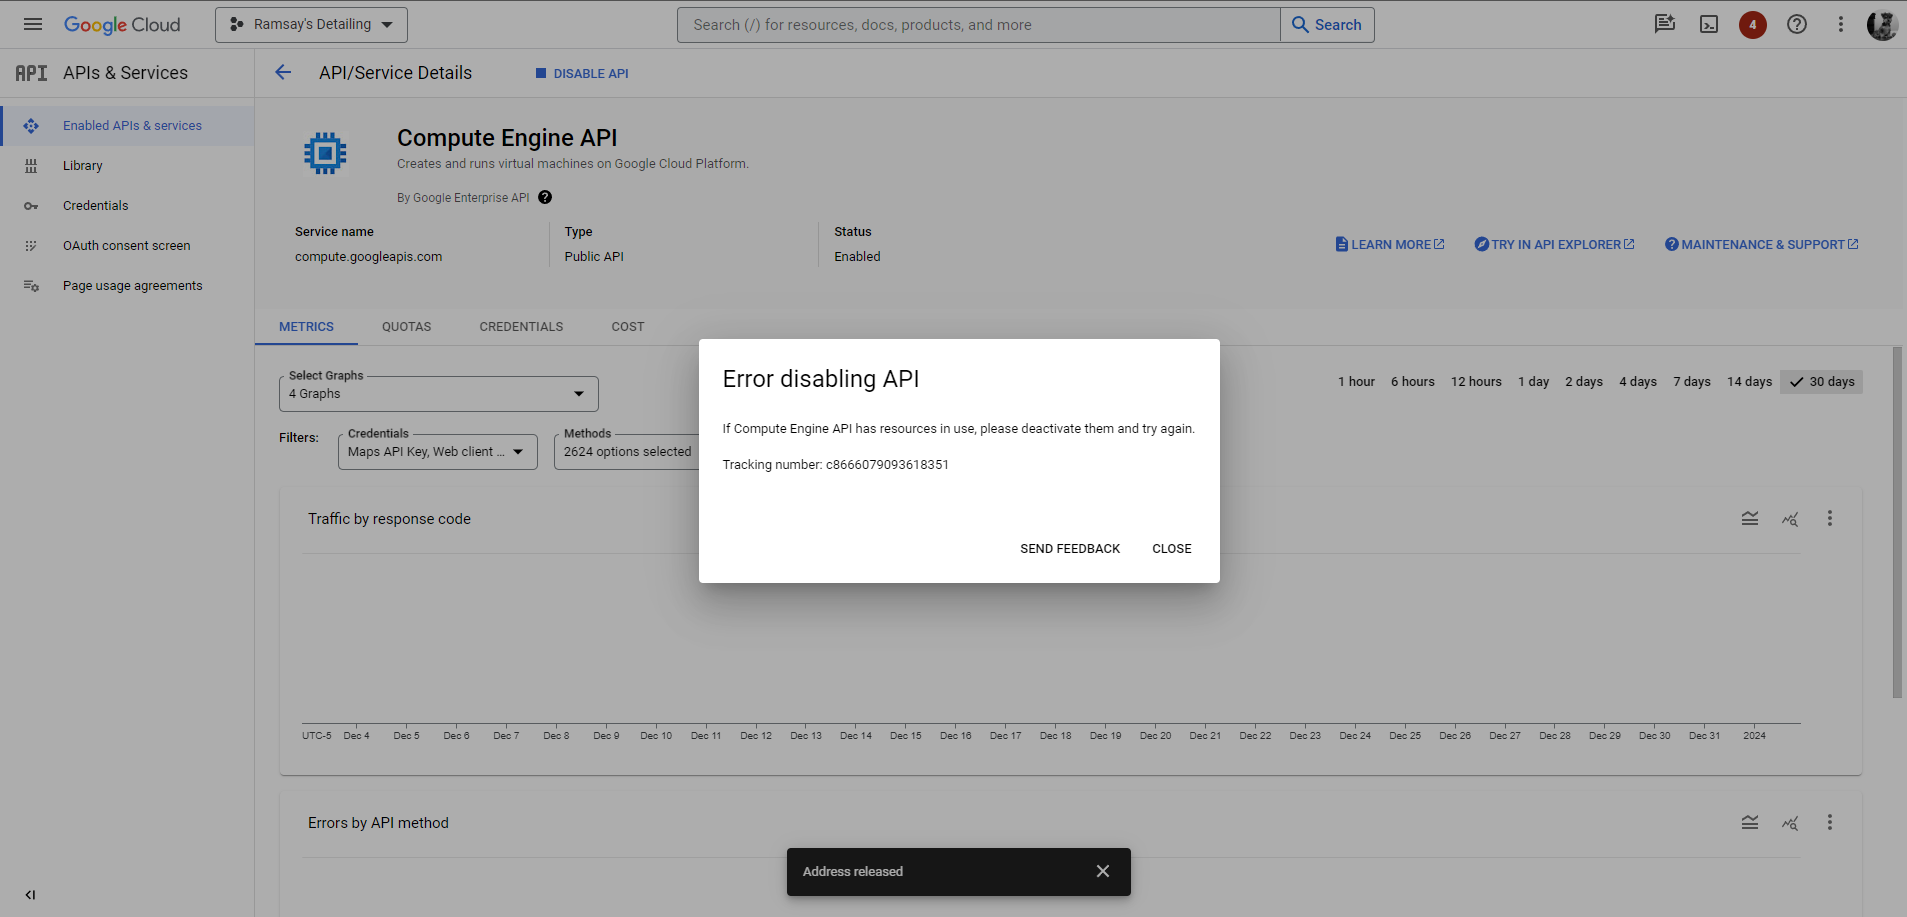 Google Cloud
Ramsay's Detailing
Search (/) for resources, docs, products, and more
Search
4
API
APIs & Services
API/Service Details
DISABLE API
Enabled APIs & services
Library
Credentials
OAuth consent screen
Page usage agreements
Compute Engine API
Creates and runs virtual machines on Google Cloud Platform.
By Google Enterprise API
Service name
compute.googleapis.com
Type
Public API
Status
Enabled
LEARN MORE
TRY IN API EXPLORER
MAINTENANCE & SUPPORT
METRICS
QUOTAS
CREDENTIALS
COST
Select Graphs
4 Graphs
1 hour
6 hours
12 hours
1 day
2 days
4 days
7 days
14 days
30 days
Filters:
Credentials
Maps API Key, Web client ...
Methods
2624 options selected
Error disabling API
If Compute Engine API has resources in use, please deactivate them and try again.
Tracking number: c8666079093618351
SEND FEEDBACK
CLOSE
Traffic by response code
UTC-5 Dec 4 Dec 5 Dec 6 Dec 7 Dec 8 Dec 9 Dec 10 Dec 11 Dec 12 Dec 13 Dec 14 Dec 15 Dec 16 Dec 17 Dec 18 Dec 19 Dec 20 Dec 21 Dec 22 Dec 23 Dec 24 Dec 25 Dec 26 Dec 27 Dec 28 Dec 29 Dec 30 Dec 31 2024
Errors by API method
Address released